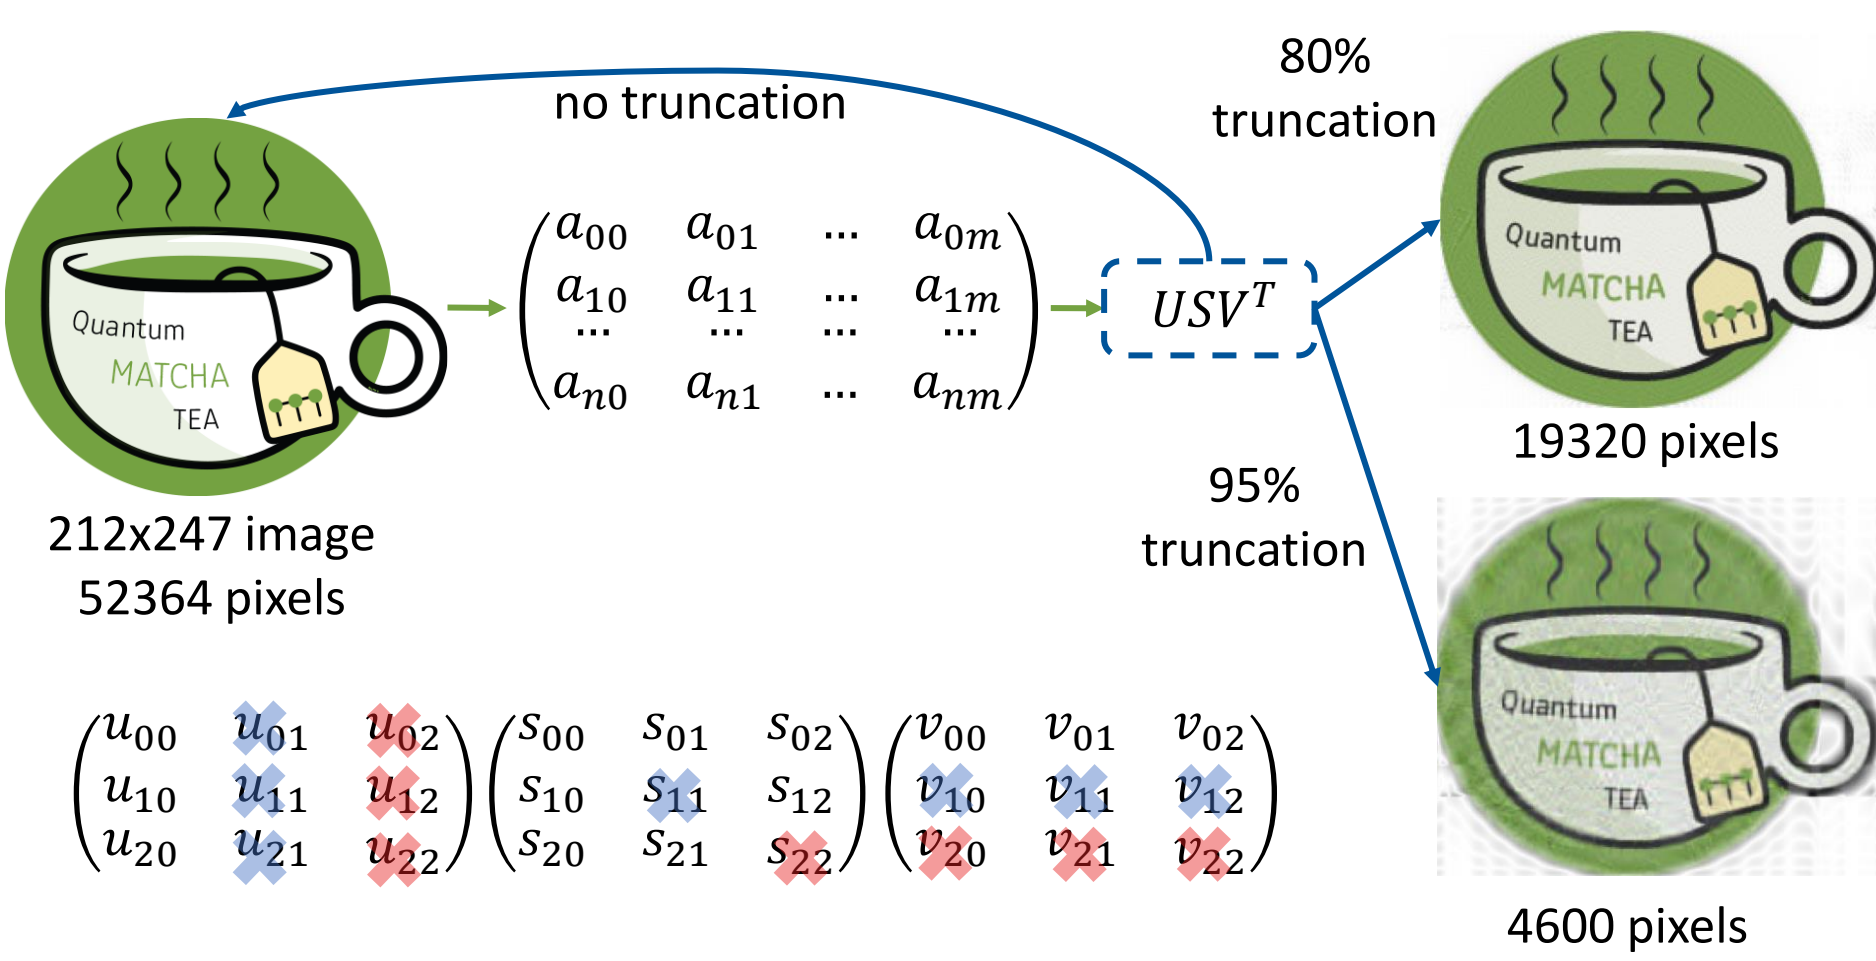 no truncation
80%
truncation
Quantum
MATCHA
TEA
212x247 image
52364 pixels
a00 a01 ... a0m
a10 a11 ... a1m
... ... ... ...
an0 an1 ... anm
USV^T
Quantum
MATCHA
TEA
19320 pixels
95%
truncation
Quantum
MATCHA
TEA
4600 pixels
u00 u01 u02 s00 s01 s02 v00 v01 v02
u10 u11 u12 s10 s11 s12 v10 v11 v12
u20 u21 u22 s20 s21 s22 v20 v21 v22